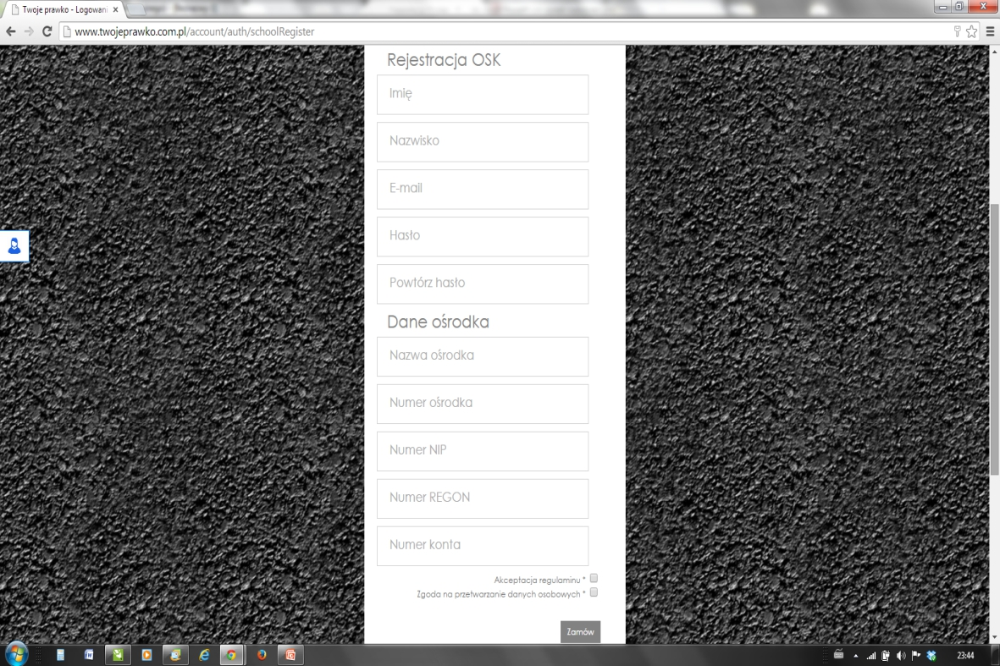 Twoje prawko - Logowani
www.twojeprawko.com.pl/account/auth/schoolRegister
Rejestracja OSK
Imię
Nazwisko
E-mail
Hasło
Powtórz hasło
Dane ośrodka
Nazwa ośrodka
Numer ośrodka
Numer NIP
Numer REGON
Numer konta
Akceptacja regulaminu *
Zgoda na przetwarzanie danych osobowych *
Zamów
23:44